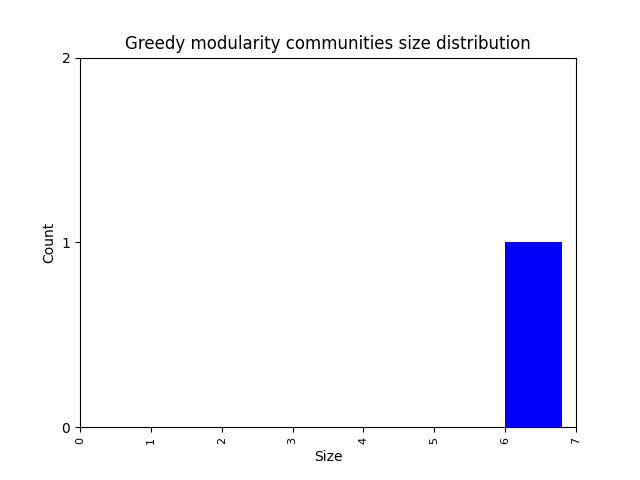 Greedy modularity communities size distribution
2
1
0
Count
0 1 2 3 4 5 6 7
Size